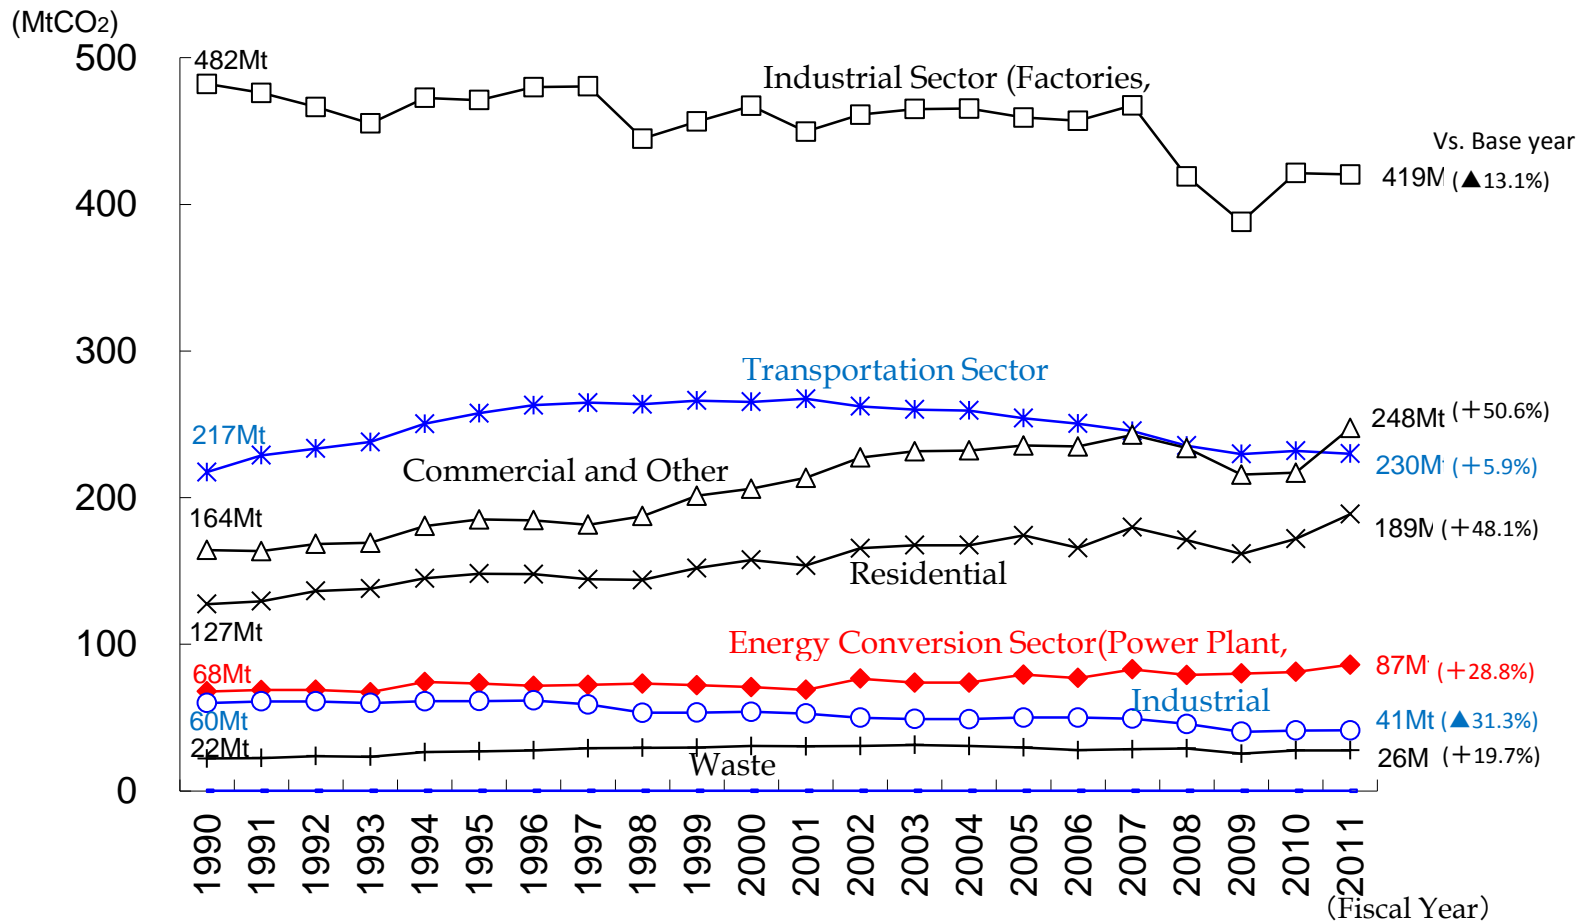 (MtCO2)
500
400
300
200
100
0
482Mt
Industrial Sector (Factories,
Vs. Base year
419M (▲13.1%)
Transportation Sector
217Mt
248Mt (+50.6%)
Commercial and Other
230M (+5.9%)
164Mt
189M (+48.1%)
Residential
127Mt
Energy Conversion Sector(Power Plant,
68Mt
87M (+28.8%)
Industrial
60Mt
41Mt (▲31.3%)
22Mt
Waste
26M (+19.7%)
1990 1991 1992 1993 1994 1995 1996 1997 1998 1999 2000 2001 2002 2003 2004 2005 2006 2007 2008 2009 2010 2011
(Fiscal Year)